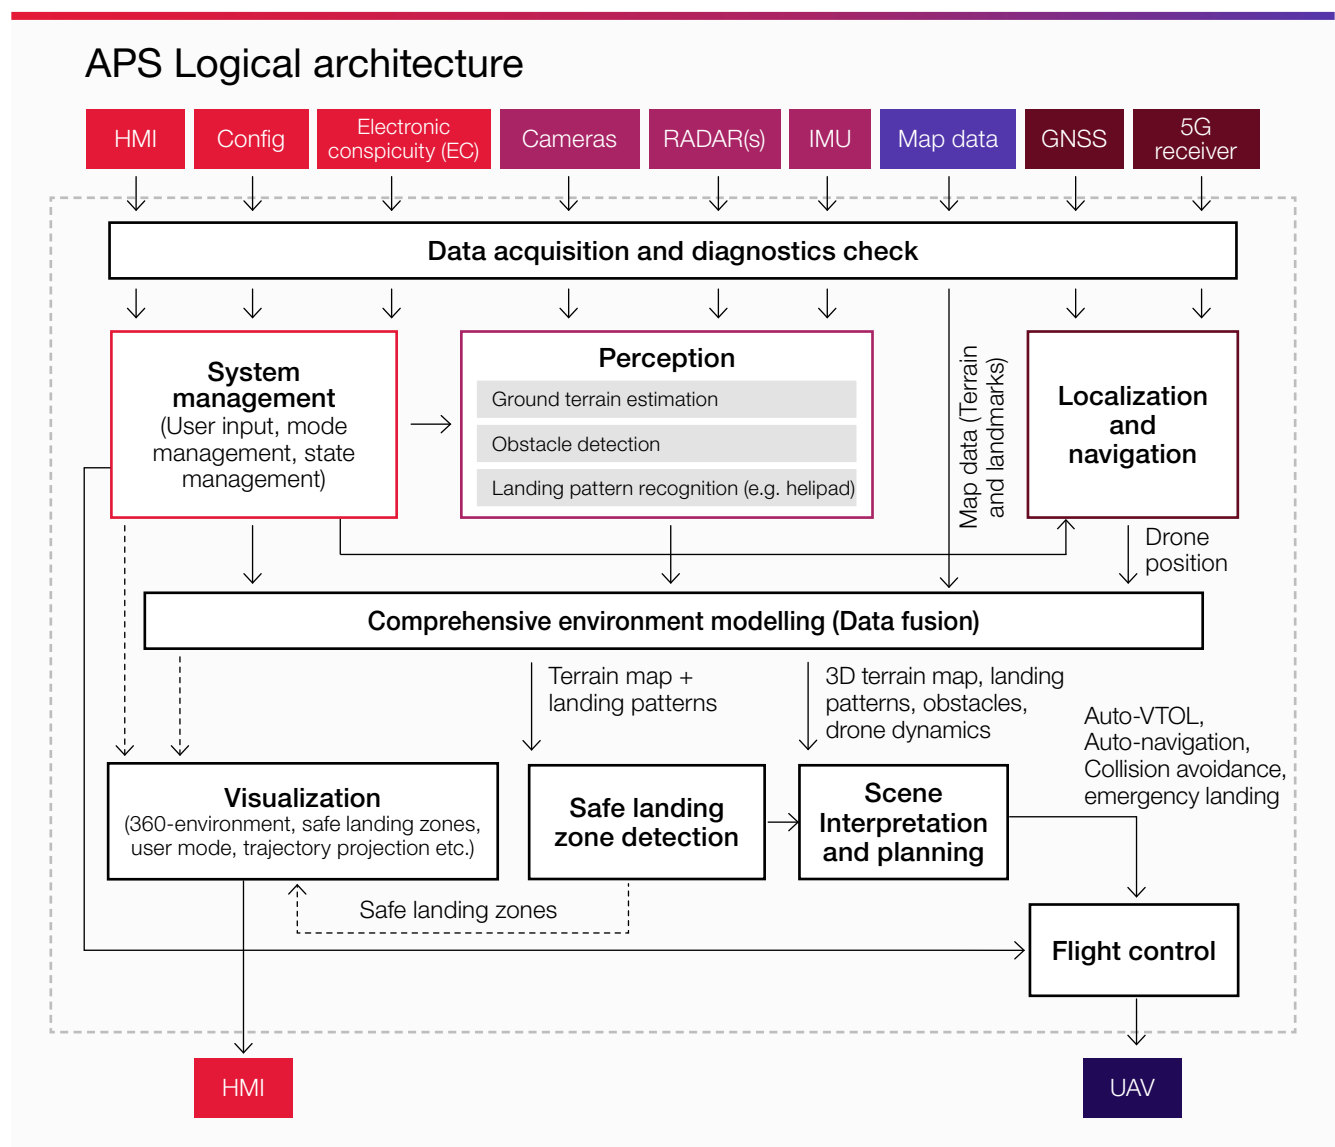 APS Logical architecture
HMI
Config
Electronic
conspicuity (EC)
Cameras
RADAR(s)
IMU
Map data
GNSS
5G
receiver
Data acquisition and diagnostics check
System
management
(User input, mode
management, state
management)
Perception
Ground terrain estimation
Obstacle detection
Landing pattern recognition (e.g. helipad)
Map data (Terrain
and landmarks)
Localization
and
navigation
Drone
position
Comprehensive environment modelling (Data fusion)
Terrain map +
landing patterns
3D terrain map, landing
patterns, obstacles,
drone dynamics
Auto-VTOL,
Auto-navigation,
Collision avoidance,
emergency landing
Visualization
(360-environment, safe landing zones,
user mode, trajectory projection etc.)
Safe landing
zone detection
Scene
Interpretation
and planning
Safe landing zones
Flight control
HMI
UAV